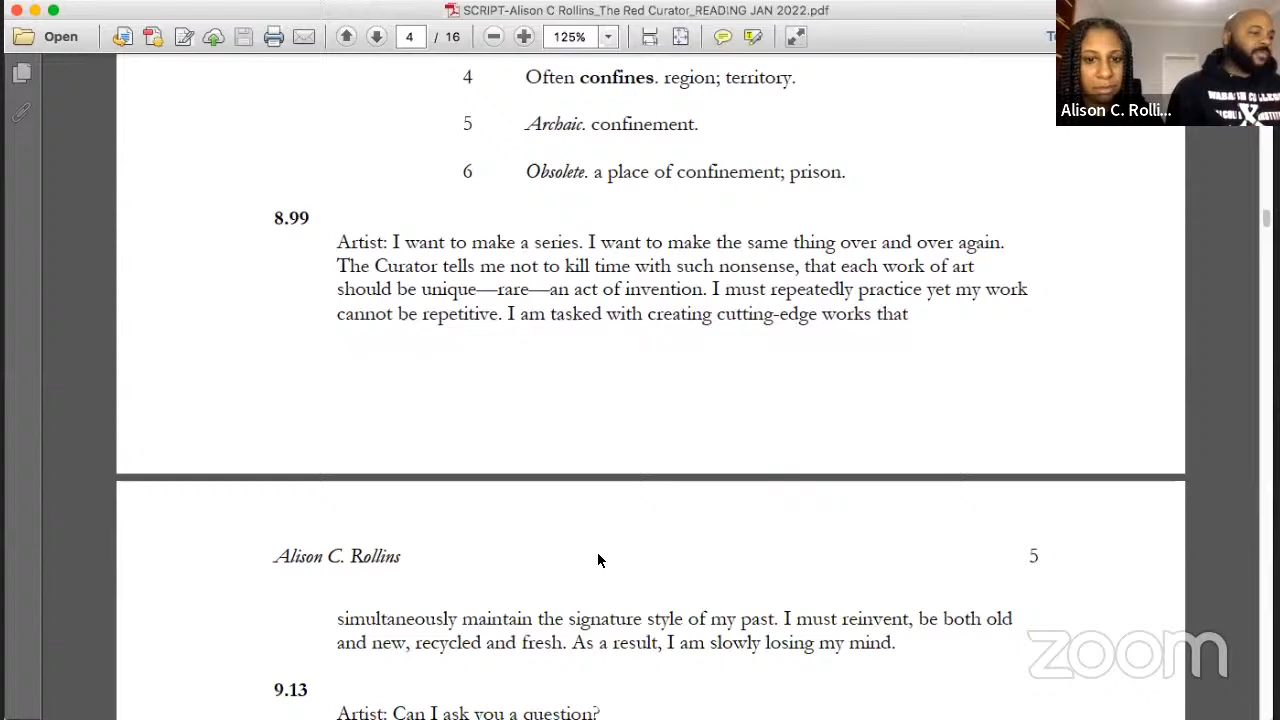 SCRIPT-Alison C Rollins_The Red Curator_READING JAN 2022.pdf
Open
4 / 16
125%
Alison C. Rolli...
4 Often confines. region; territory.
5 Archaic. confinement.
6 Obsolete. a place of confinement; prison.
8.99
Artist: I want to make a series. I want to make the same thing over and over again.
The Curator tells me not to kill time with such nonsense, that each work of art
should be unique—rare—an act of invention. I must repeatedly practice yet my work
cannot be repetitive. I am tasked with creating cutting-edge works that
Alison C. Rollins 5
simultaneously maintain the signature style of my past. I must reinvent, be both old
and new, recycled and fresh. As a result, I am slowly losing my mind.
zoom
9.13
Artist: Can I ask you a question?